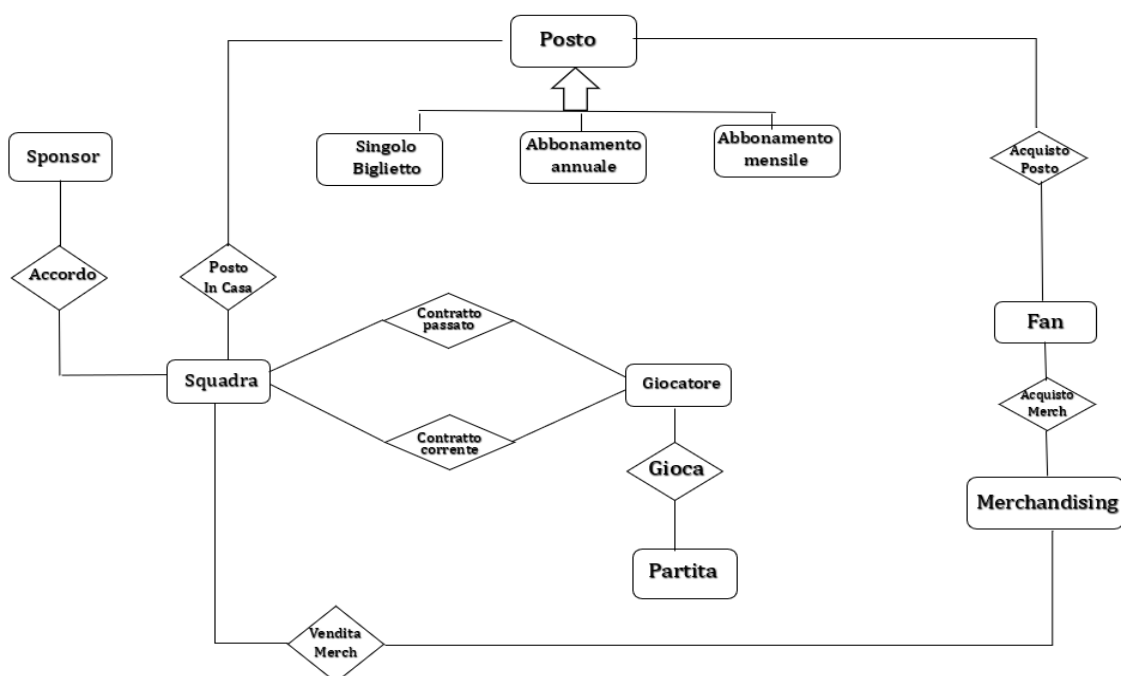 Posto
Singolo
Biglietto
Abbonamento
annuale
Abbonamento
mensile
Sponsor
Acquisto
Posto
Accordo
Posto
In Casa
Contratto
passato
Fan
Squadra
Giocatore
Acquisto
Merch
Contratto
corrente
Gioca
Merchandising
Partita
Vendita
Merch